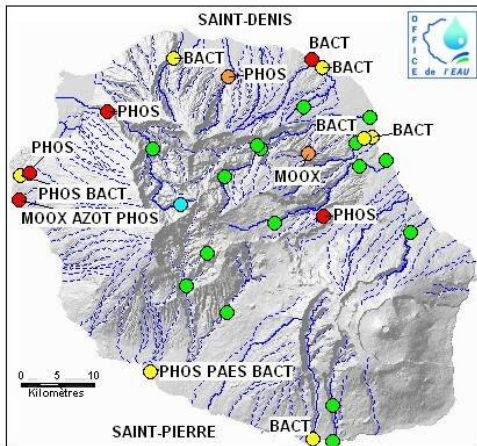 SAINT-DENIS
OFFICE
de l'EAU
BACT
BACT
PHOS
BACT
PHOS
BACT
BACT
PHOS
MOOX
PHOS BACT
MOOX AZOT PHOS
PHOS
PHOS PAES BACT
0 5 10
Kilomètres
BACT
SAINT-PIERRE